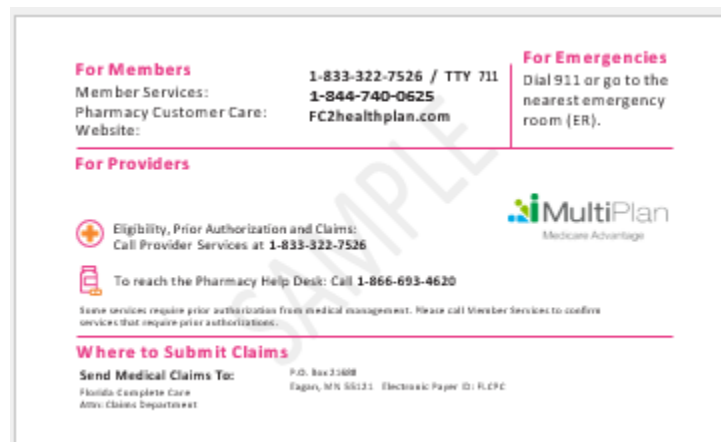 For Members
Member Services: 1-833-322-7526 / TTY 711
Pharmacy Customer Care: 1-844-740-0625
Website: FC2healthplan.com
For Emergencies
Dial 911 or go to the
nearest emergency
room (ER).
For Providers
Eligibility, Prior Authorization and Claims:
Call Provider Services at 1-833-322-7526
To reach the Pharmacy Help Desk: Call 1-866-693-4620
MultiPlan
Medicare Advantage
Some services require prior authorization from medical management. Please call Member Services to confirm
services that require prior authorizations.
Where to Submit Claims
Send Medical Claims To:
Florida Complete Care
Attn: Claims Department
P.O. Box 21688
Eagan, MN 55121 Electronic Paper ID: FLCPC
SAMPLE